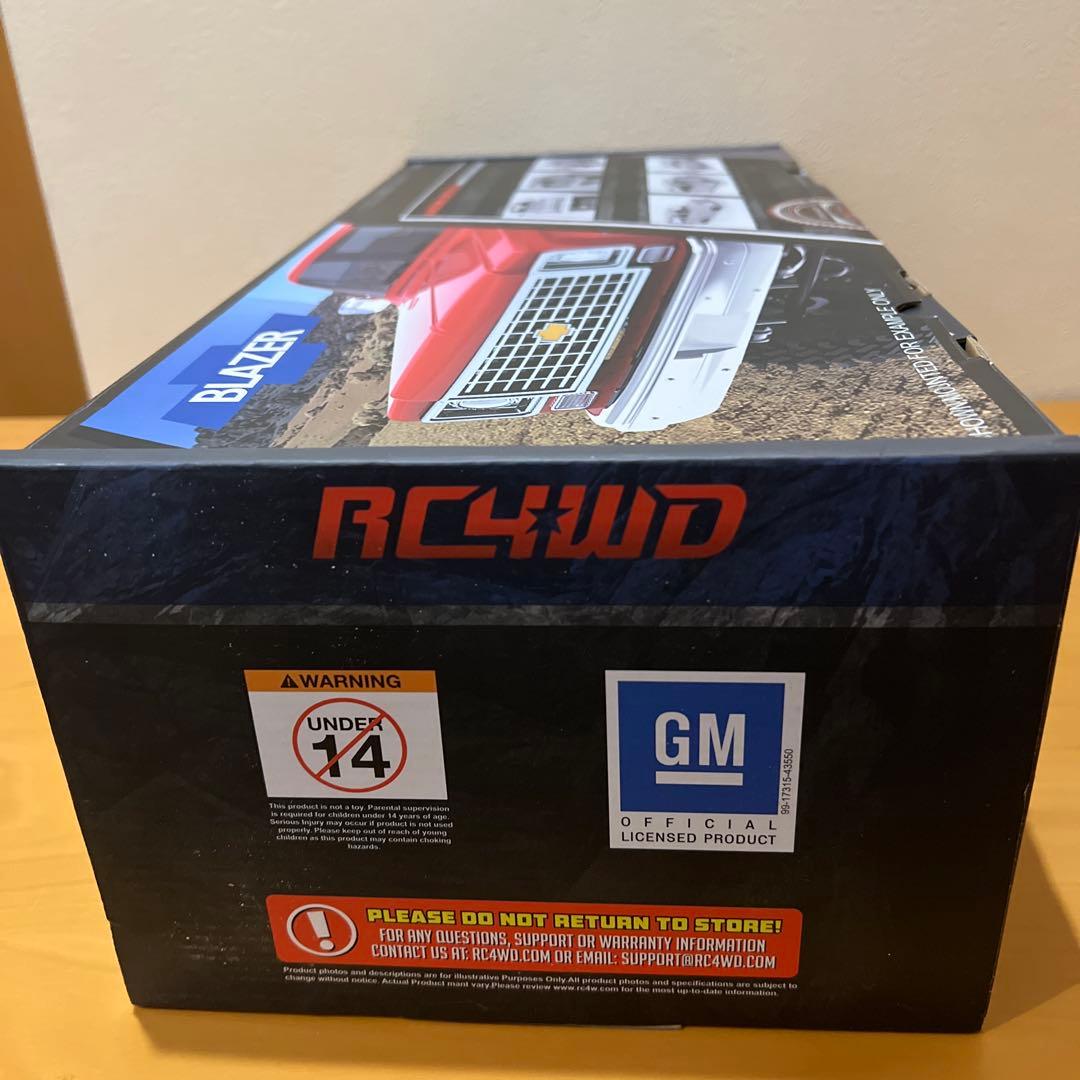 BLAZER
HOWN MOUNTED FOR EXAMPLE ONLY
RC4WD
WARNING
UNDER
14
This product is not a toy. Parental supervision
is required for children under 14 years of age.
Serious Injury may occur if product is not used
properly. Please keep out of reach of young
children as this product may contain choking
hazards.
GM
OFFICIAL
LICENSED PRODUCT
99-17315-43550
PLEASE DO NOT RETURN TO STORE!
FOR ANY QUESTIONS, SUPPORT OR WARRANTY INFORMATION
CONTACT US AT: RC4WD.COM OR EMAIL: SUPPORT@RC4WD.COM
Product photos and descriptions are for illustrative Purposes Only.All product photos and specifications are subject to
change without notice. Actual Product mant vary.Please review www.rc4w.com for the most up-to-date information.